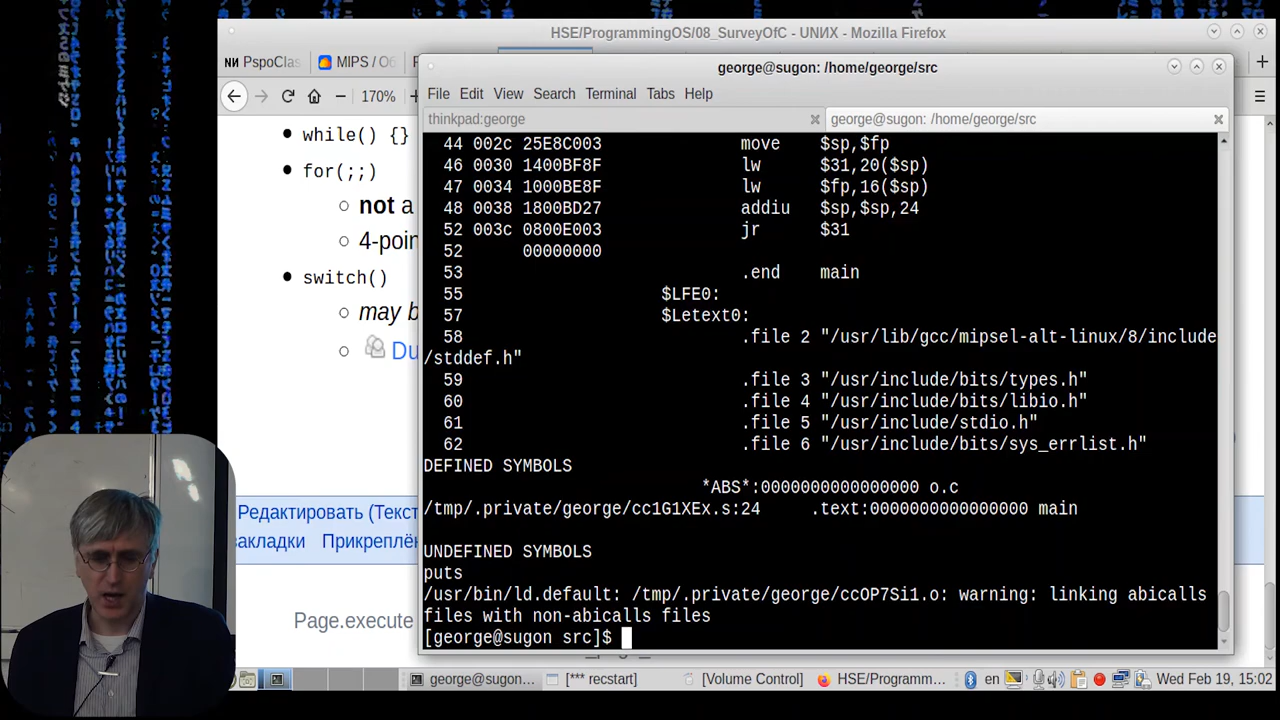 HSE/ProgrammingOS/08_SurveyOfC - UNИX - Mozilla Firefox
ИИ PspoClas MIPS / Об
170%
while() {}
for(;;)
not a
4-poin
switch()
may b
Du
Редактировать (Текст
закладки Прикреплён
Page.execute
george@sugon: /home/george/src
File Edit View Search Terminal Tabs Help
thinkpad:george george@sugon: /home/george/src
44 002c 25E8C003 move $sp,$fp
46 0030 1400BF8F lw $31,20($sp)
47 0034 1000BE8F lw $fp,16($sp)
48 0038 1800BD27 addiu $sp,$sp,24
52 003c 0800E003 jr $31
52 00000000
53 .end main
55 $LFE0:
57 $Letext0:
58 .file 2 "/usr/lib/gcc/mipsel-alt-linux/8/include
/stddef.h"
59 .file 3 "/usr/include/bits/types.h"
60 .file 4 "/usr/include/bits/libio.h"
61 .file 5 "/usr/include/stdio.h"
62 .file 6 "/usr/include/bits/sys_errlist.h"
DEFINED SYMBOLS
*ABS*:0000000000000000 o.c
/tmp/.private/george/cc1G1XEx.s:24 .text:0000000000000000 main
UNDEFINED SYMBOLS
puts
/usr/bin/ld.default: /tmp/.private/george/ccOP7Si1.o: warning: linking abicalls
files with non-abicalls files
[george@sugon src]$
george@sugon... [*** recstart] [Volume Control] HSE/Programm... en Wed Feb 19, 15:02